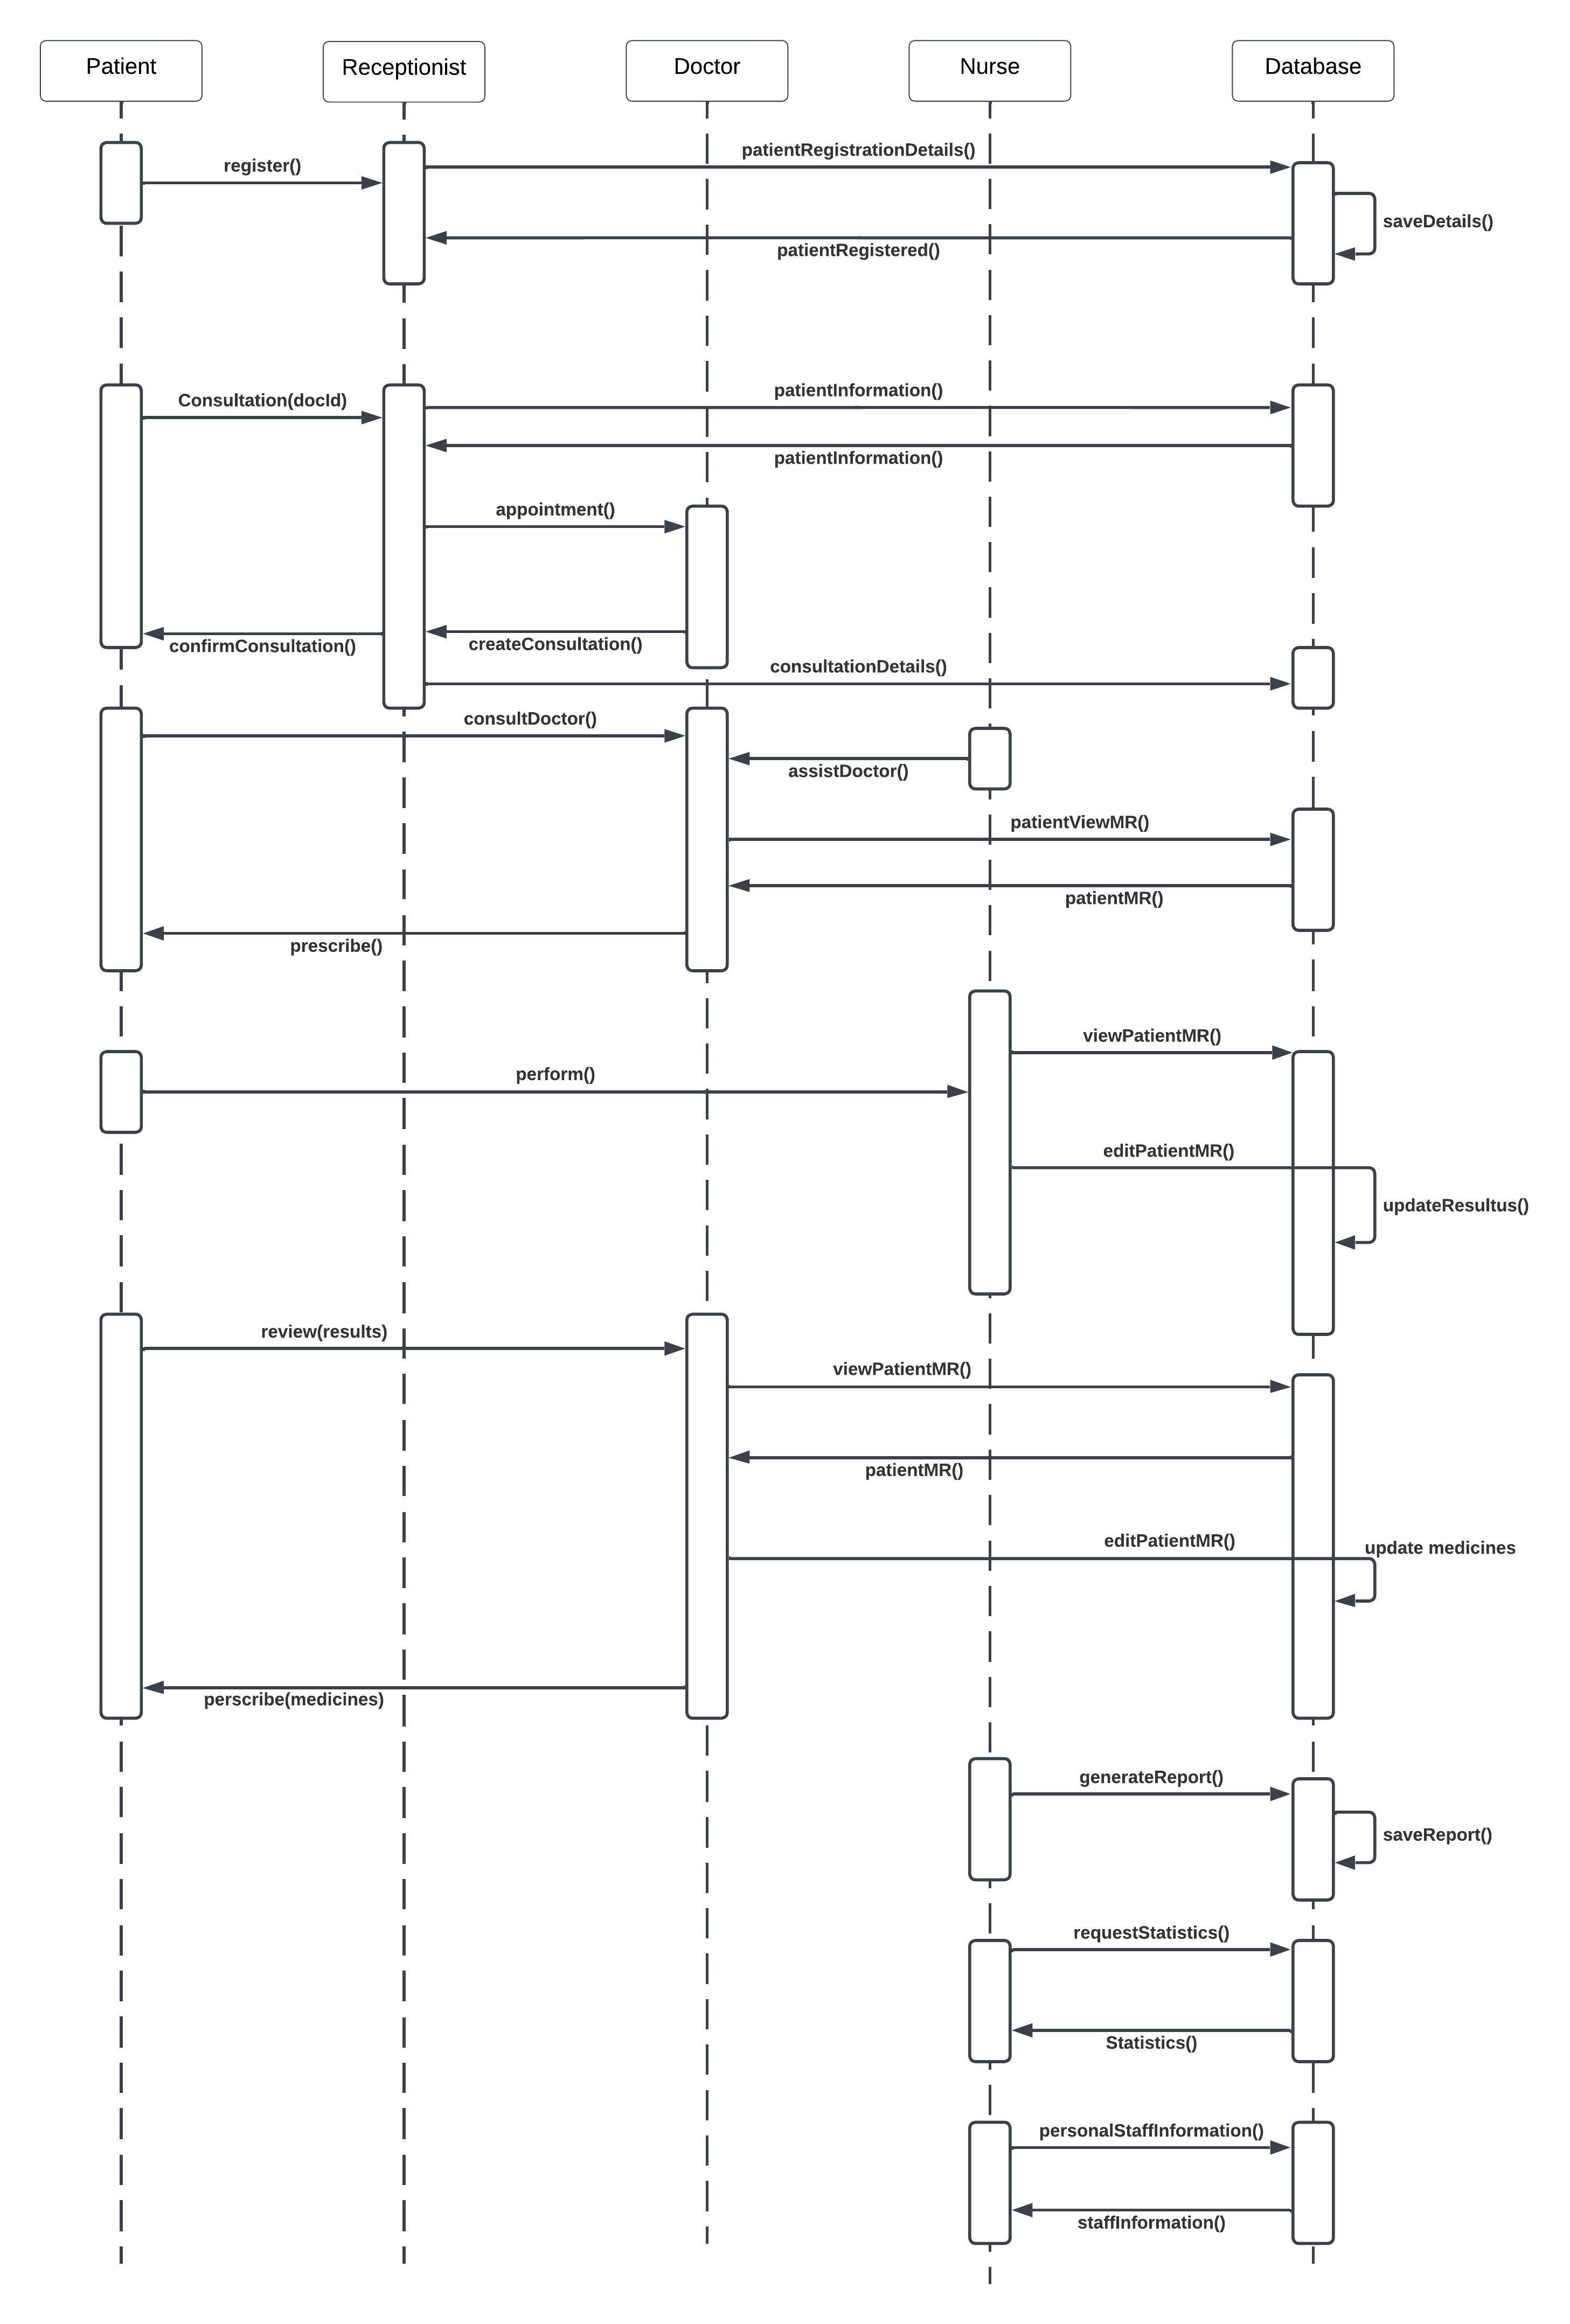 Patient
Receptionist
Doctor
Nurse
Database
patientRegistrationDetails()
register()
saveDetails()
patientRegistered()
patientInformation()
Consultation(docId)
patientInformation()
appointment()
createConsultation()
confirmConsultation()
consultationDetails()
consultDoctor()
assistDoctor()
patientViewMR()
patientMR()
prescribe()
viewPatientMR()
perform()
editPatientMR()
updateResultus()
review(results)
viewPatientMR()
patientMR()
editPatientMR()
update medicines
perscribe(medicines)
generateReport()
saveReport()
requestStatistics()
Statistics()
personalStaffInformation()
staffInformation()